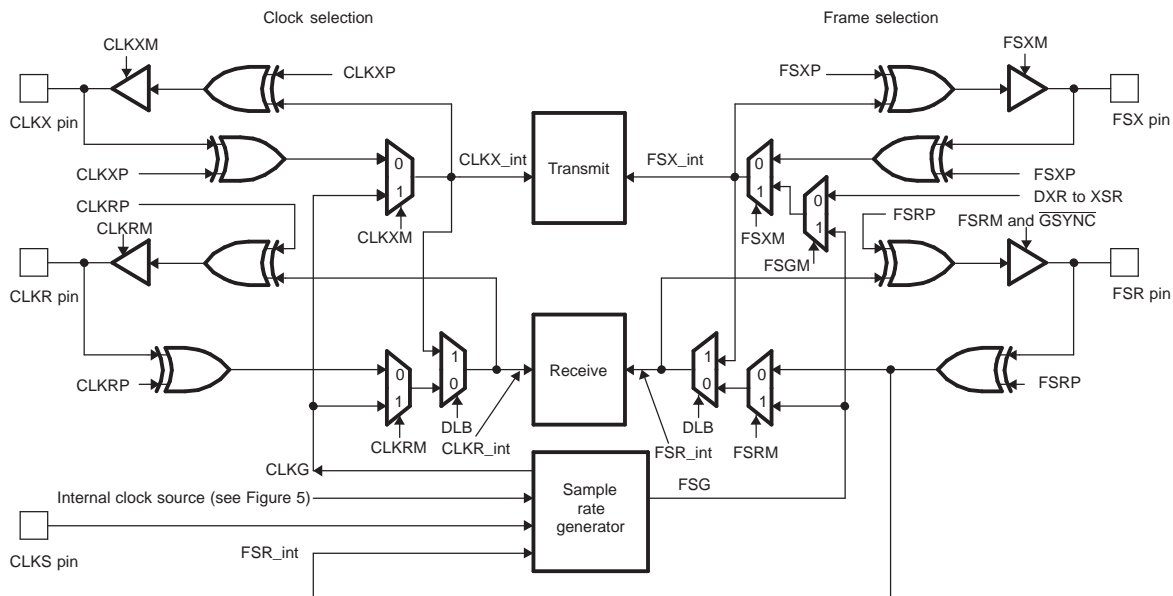 Clock selection
Frame selection
CLKXM
FSXM
CLKXP
FSXP
CLKX pin
FSX pin
0
CLKX_int
Transmit
FSX_int
0
CLKXP
1
1
FSXP
CLKRP
0
DXR to XSR
CLKRM
CLKXM
FSXM
1
FSRP
FSRM and GSYNC
FSGM
CLKR pin
FSR pin
1
1
0
Receive
0
CLKRP
1
0
0
1
FSRP
DLB
DLB
CLKRM
CLKR_int
FSR_int
FSRM
CLKG
FSG
Internal clock source (see Figure 5)
Sample
rate
generator
CLKS pin
FSR_int